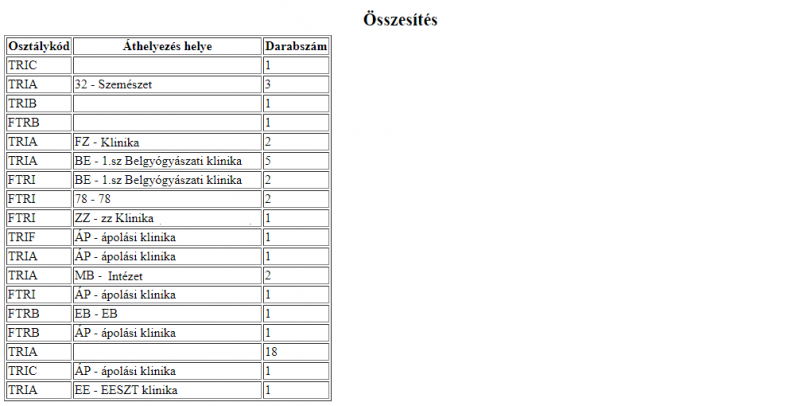 Összesítés
Osztálykód Áthelyezés helye Darabszám
TRIC 1
TRIA 32 - Szemészet 3
TRIB 1
FTRB 1
TRIA FZ - Klinika 2
TRIA BE - 1.sz Belgyógyászati klinika 5
FTRI BE - 1.sz Belgyógyászati klinika 2
FTRI 78 - 78 2
FTRI ZZ - zz Klinika 1
TRIF ÁP - ápolási klinika 1
TRIA ÁP - ápolási klinika 1
TRIA MB - Intézet 2
FTRI ÁP - ápolási klinika 1
FTRB EB - EB 1
FTRB ÁP - ápolási klinika 1
TRIA 18
TRIC ÁP - ápolási klinika 1
TRIA EE - EESZT klinika 1